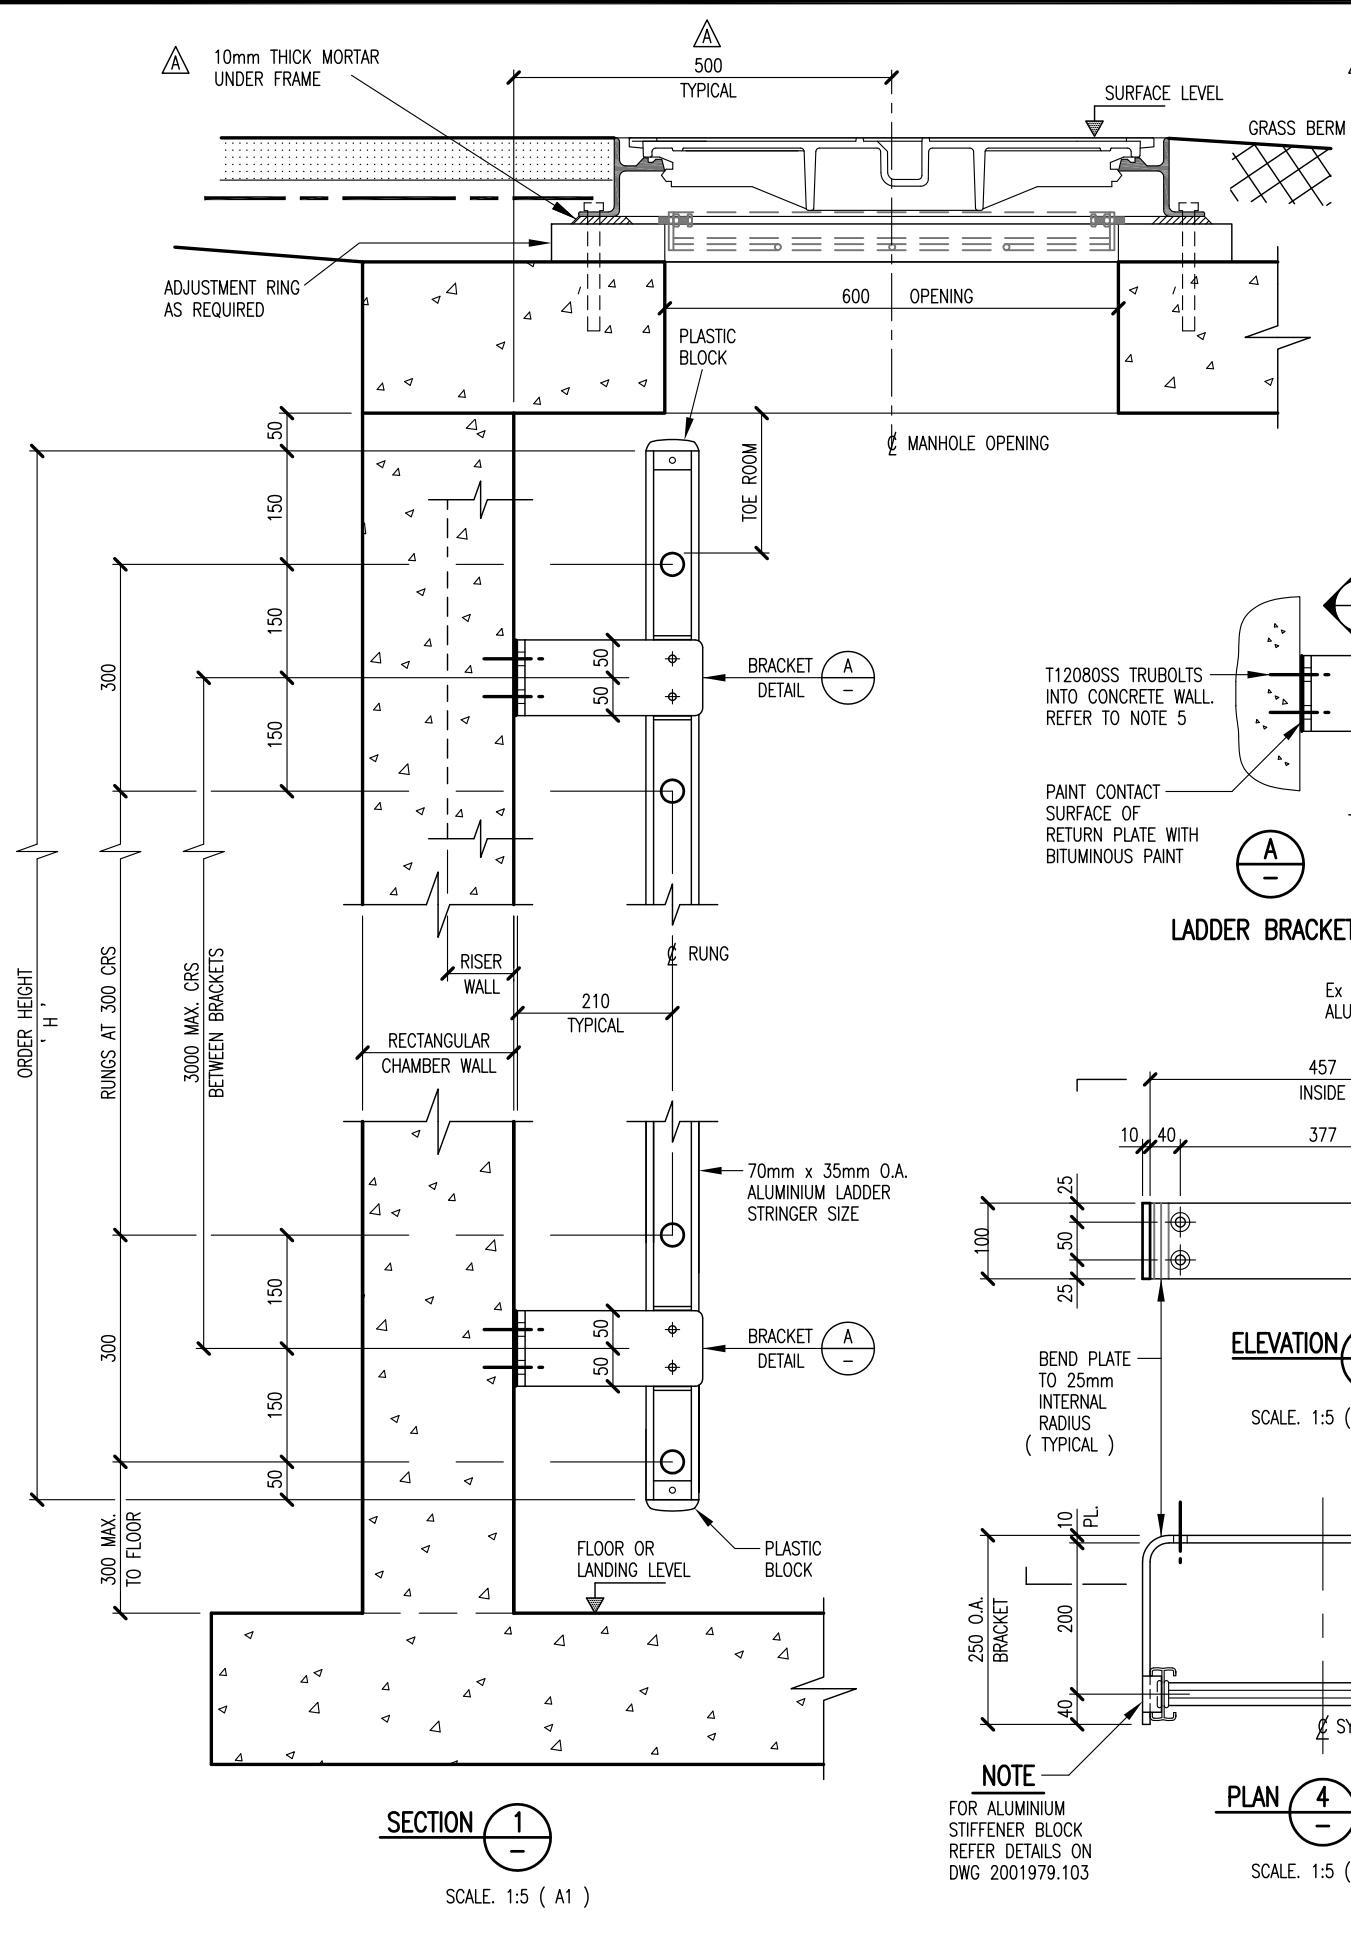 A
10mm THICK MORTAR
UNDER FRAME
A
500
TYPICAL
SURFACE LEVEL
GRASS BERM
ADJUSTMENT RING
AS REQUIRED
600 OPENING
PLASTIC
BLOCK
℄ MANHOLE OPENING
TOE ROOM
50
150
150
150
300
50
50
BRACKET
DETAIL
A
–
T12080SS TRUBOLTS
INTO CONCRETE WALL.
REFER TO NOTE 5
PAINT CONTACT
SURFACE OF
RETURN PLATE WITH
BITUMINOUS PAINT
A
–
LADDER BRACKET
ORDER HEIGHT
' H '
RUNGS AT 300 CRS
3000 MAX. CRS
BETWEEN BRACKETS
RISER
WALL
℄ RUNG
210
TYPICAL
RECTANGULAR
CHAMBER WALL
Ex
ALU
457
INSIDE
10
40
377
25
50
25
100
70mm x 35mm O.A.
ALUMINIUM LADDER
STRINGER SIZE
150
300
150
50
50
50
BRACKET
DETAIL
A
–
ELEVATION
SCALE. 1:5 (
BEND PLATE
TO 25mm
INTERNAL
RADIUS
( TYPICAL )
300 MAX.
TO FLOOR
FLOOR OR
LANDING LEVEL
PLASTIC
BLOCK
10
PL.
200
40
250 O.A.
BRACKET
℄ SY
NOTE
FOR ALUMINIUM
STIFFENER BLOCK
REFER DETAILS ON
DWG 2001979.103
PLAN
4
–
SCALE. 1:5 (
SECTION
1
–
SCALE. 1:5 ( A1 )